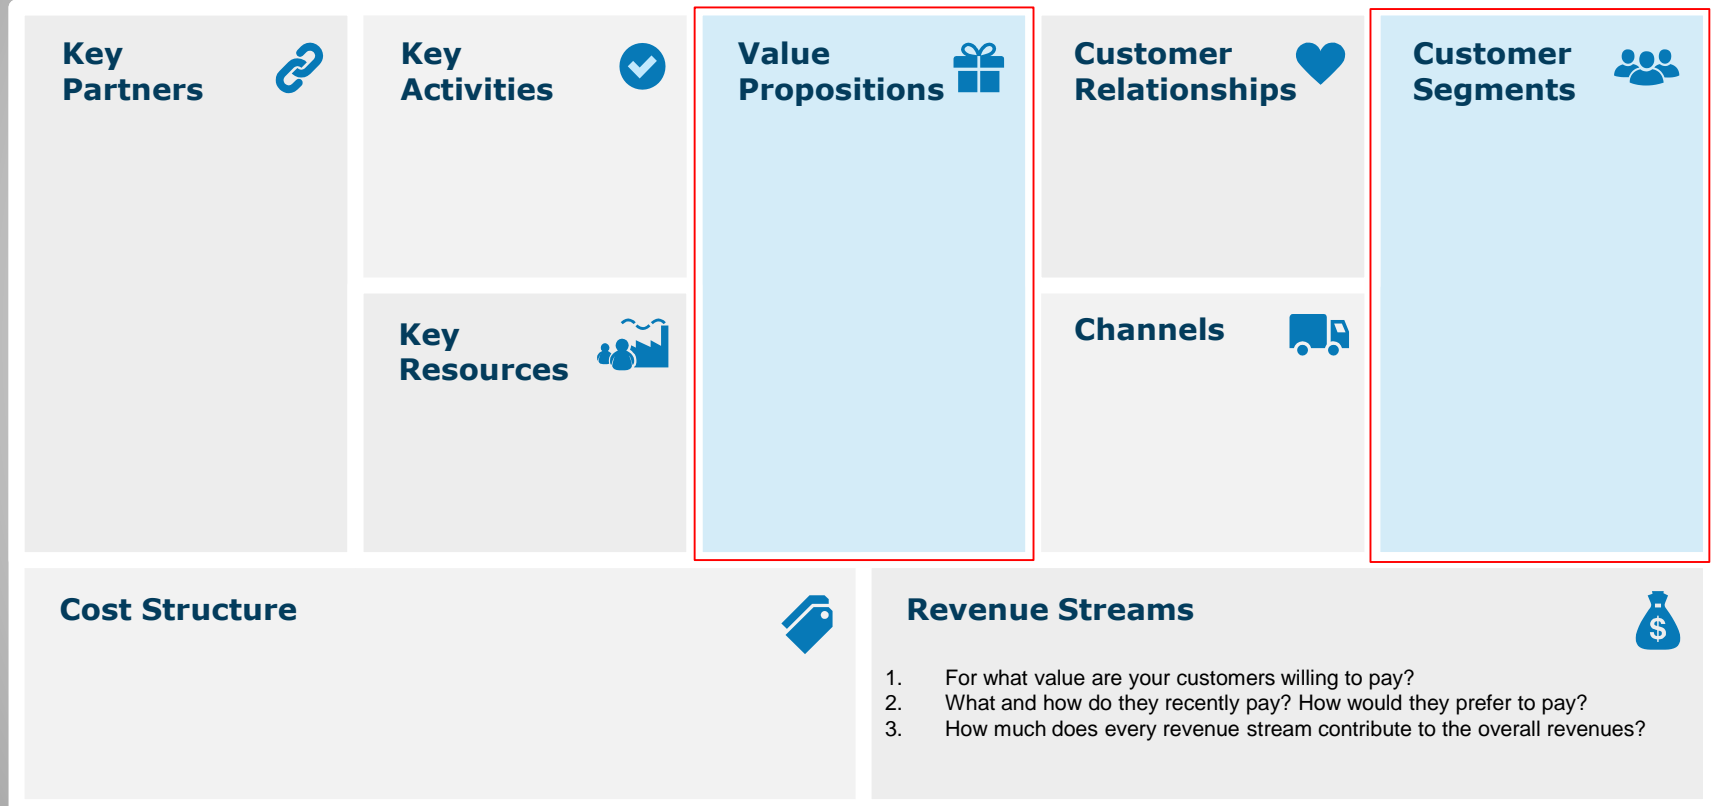 Key
Partners
Key
Activities
Value
Propositions
Customer
Relationships
Customer
Segments
Key
Resources
Channels
Cost Structure
Revenue Streams
$
1. For what value are your customers willing to pay?
2. What and how do they recently pay? How would they prefer to pay?
3. How much does every revenue stream contribute to the overall revenues?